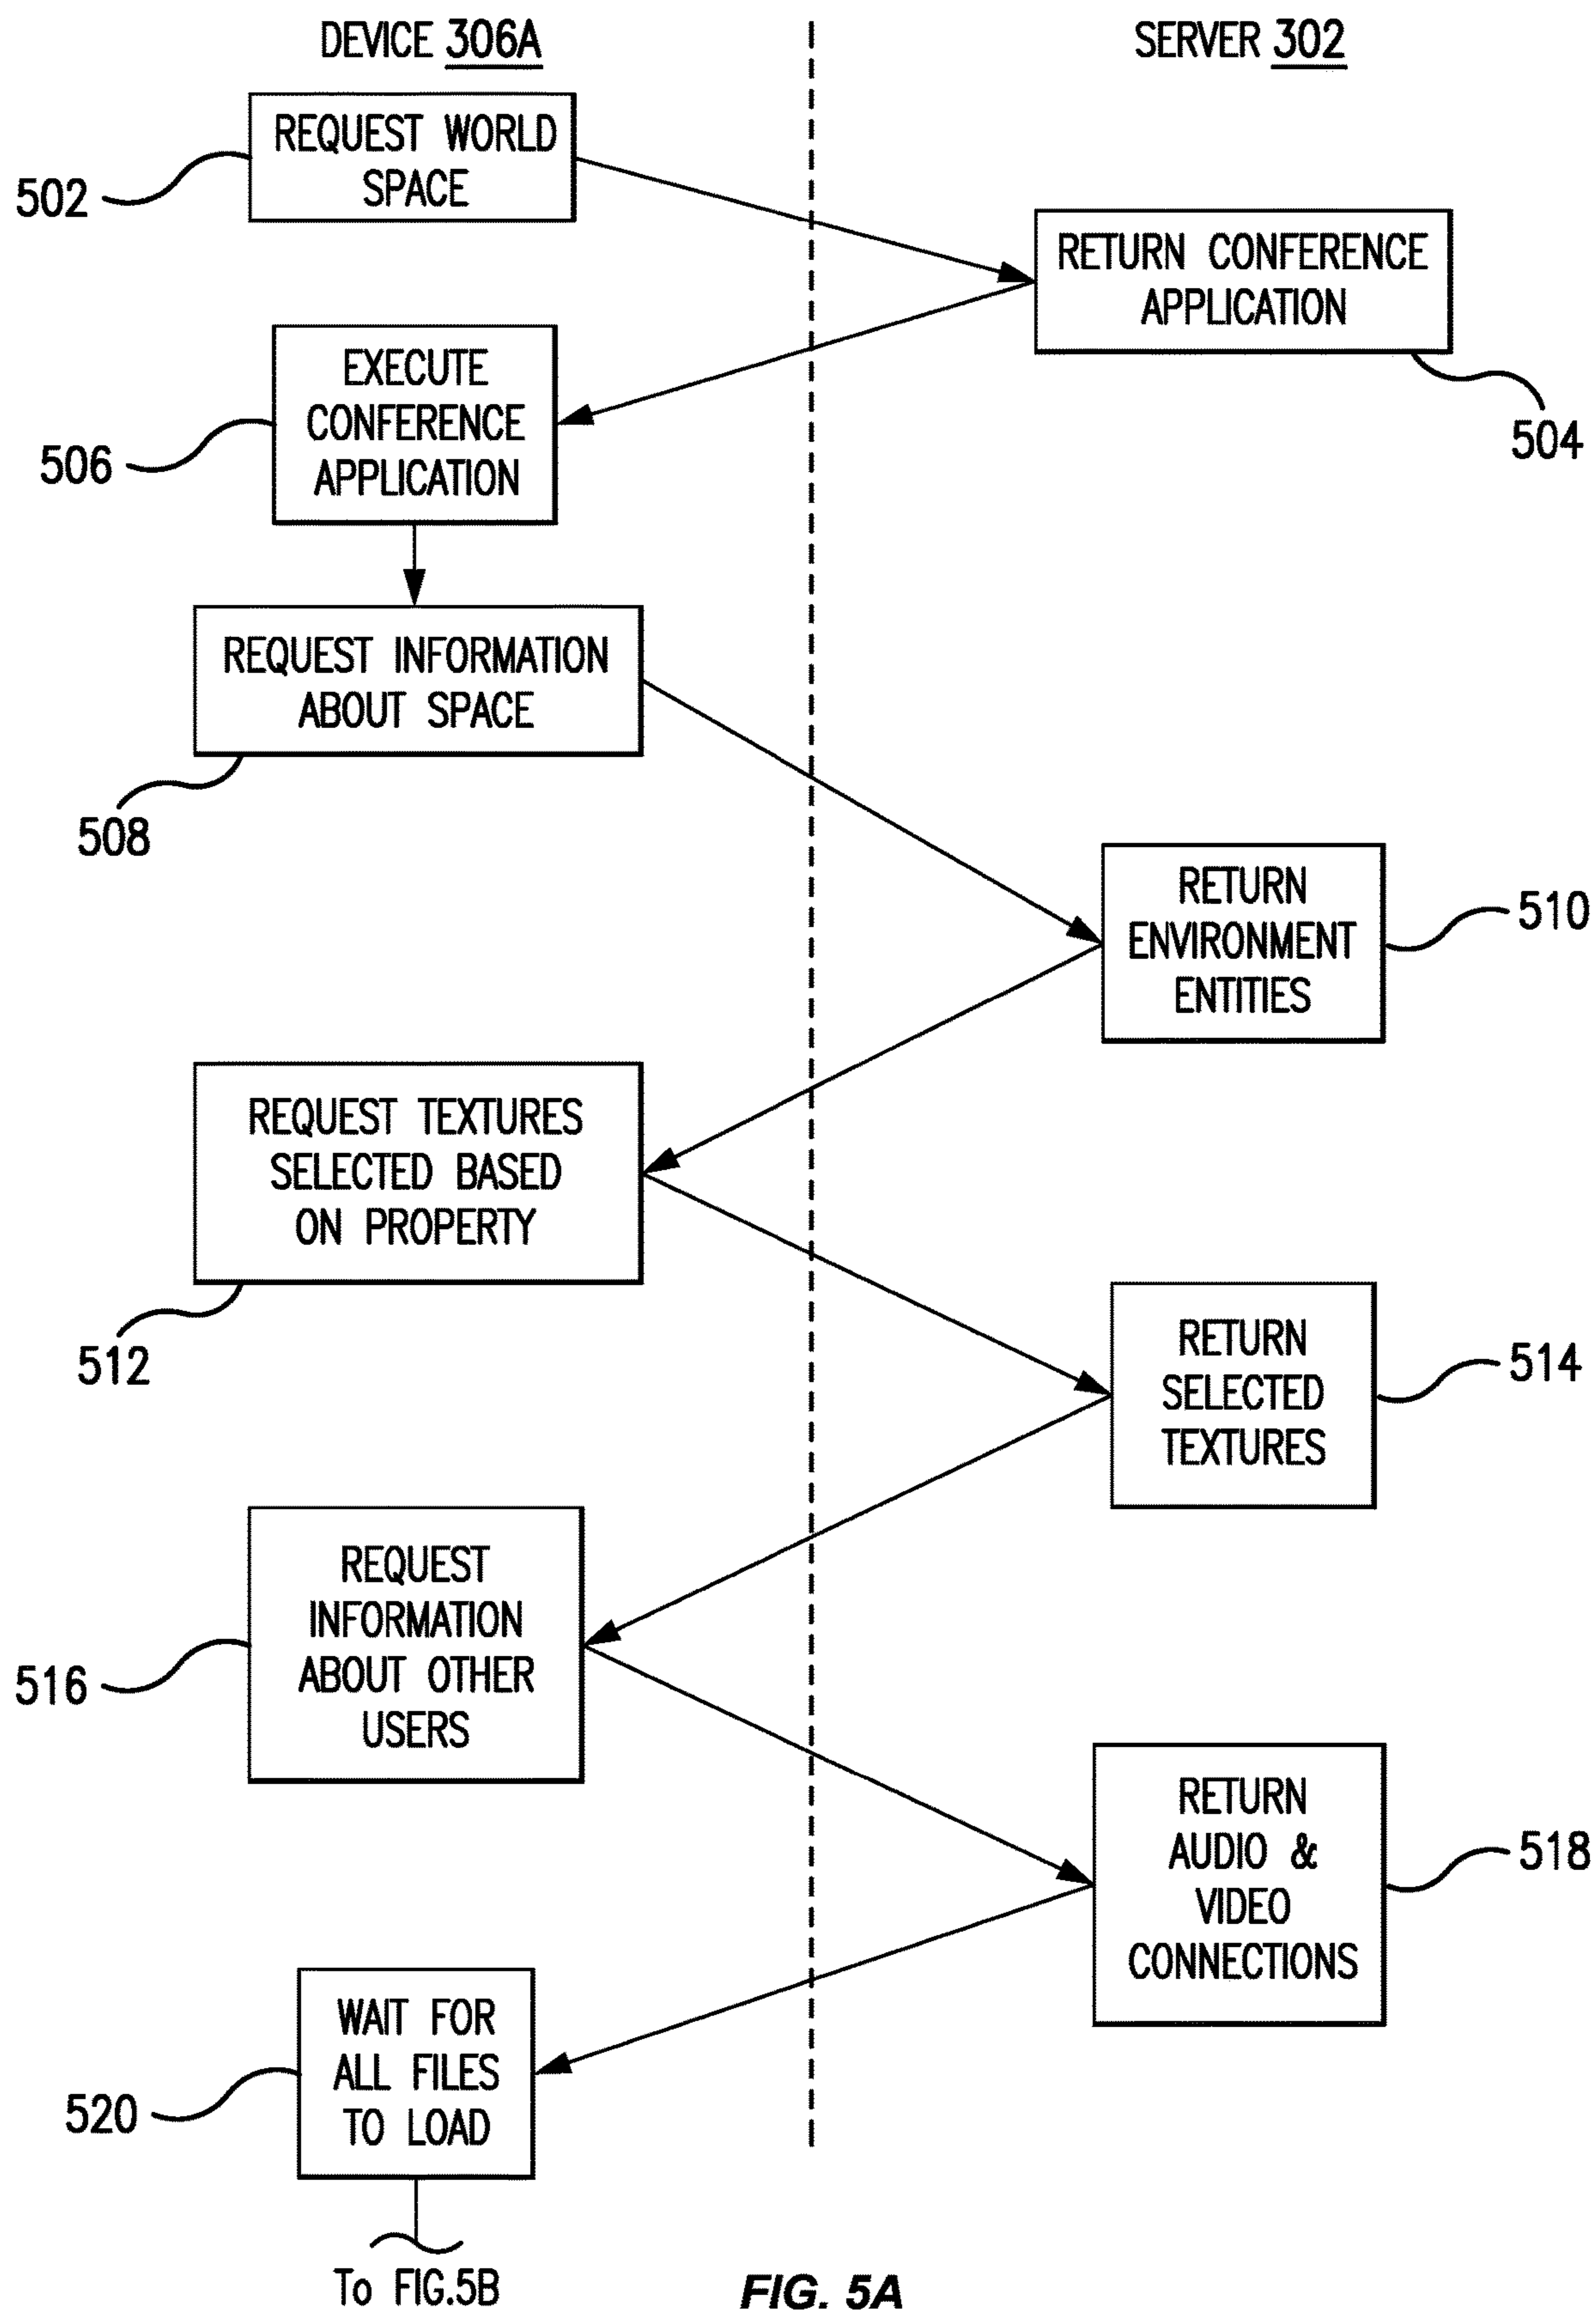 DEVICE 306A
SERVER 302
REQUEST WORLD
SPACE
502
RETURN CONFERENCE
APPLICATION
504
EXECUTE
CONFERENCE
APPLICATION
506
REQUEST INFORMATION
ABOUT SPACE
508
RETURN
ENVIRONMENT
ENTITIES
510
REQUEST TEXTURES
SELECTED BASED
ON PROPERTY
512
RETURN
SELECTED
TEXTURES
514
REQUEST
INFORMATION
ABOUT OTHER
USERS
516
RETURN
AUDIO &
VIDEO
CONNECTIONS
518
WAIT FOR
ALL FILES
TO LOAD
520
To FIG.5B
FIG. 5A